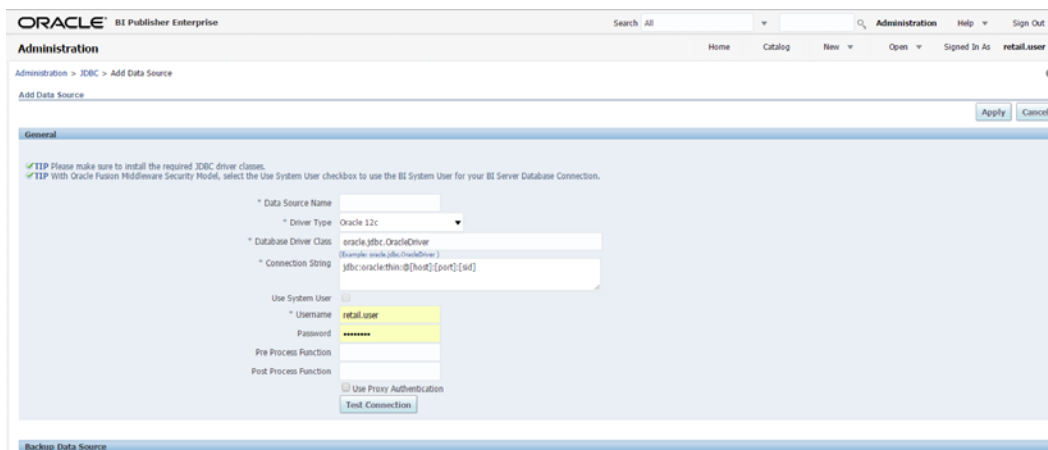 ORACLE BI Publisher Enterprise Search All Administration Help Sign Out
Administration Home Catalog New Open Signed In As retail.user
Administration > JDBC > Add Data Source
Add Data Source
Apply Cancel
General
TIP Please make sure to install the required JDBC driver classes.
TIP With Oracle Fusion Middleware Security Model, select the Use System User checkbox to use the BI System User for your BI Server Database Connection.
* Data Source Name
* Driver Type Oracle 12c
* Database Driver Class oracle.jdbc.OracleDriver
(Example: oracle.jdbc.OracleDriver )
* Connection String jdbc:oracle:thin:@[host]:[port]:[sid]
Use System User
* Username retail.user
Password ••••••••
Pre Process Function
Post Process Function
Use Proxy Authentication
Test Connection
Backup Data Source